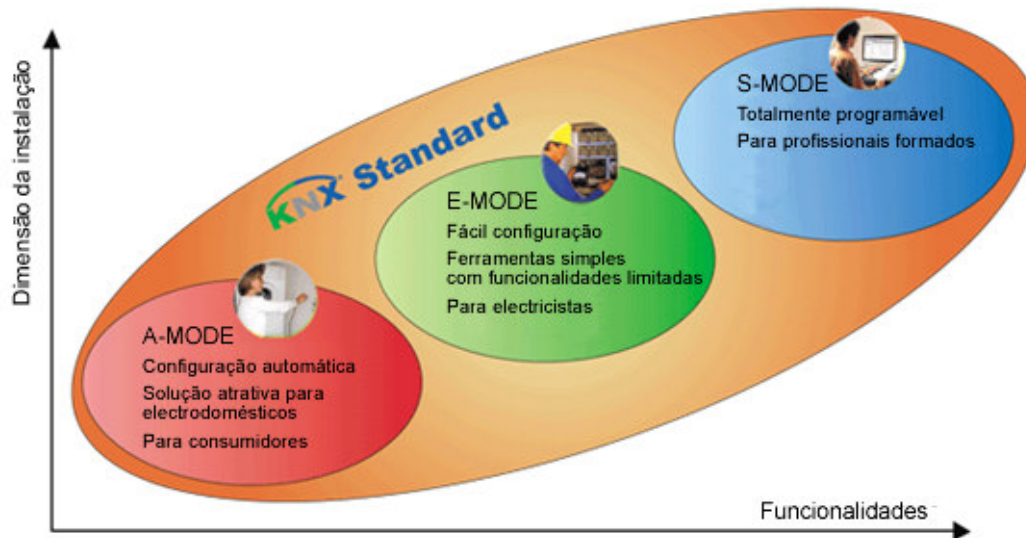 Dimensão da instalação
KNX Standard
S-MODE
Totalmente programável
Para profissionais formados
E-MODE
Fácil configuração
Ferramentas simples
com funcionalidades limitadas
Para electricistas
A-MODE
Configuração automática
Solução atrativa para
electrodomésticos
Para consumidores
Funcionalidades